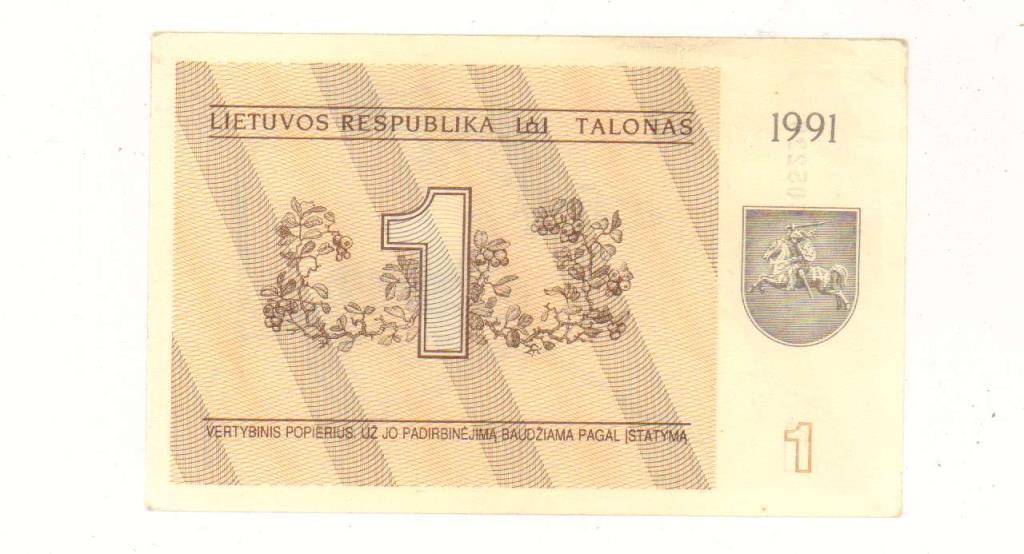 LIETUVOS RESPUBLIKA TALONAS
1991
1
VERTYBINIS POPIERIUS. UŽ JO PADIRBINĖJIMĄ BAUDŽIAMA PAGAL ĮSTATYMĄ
1